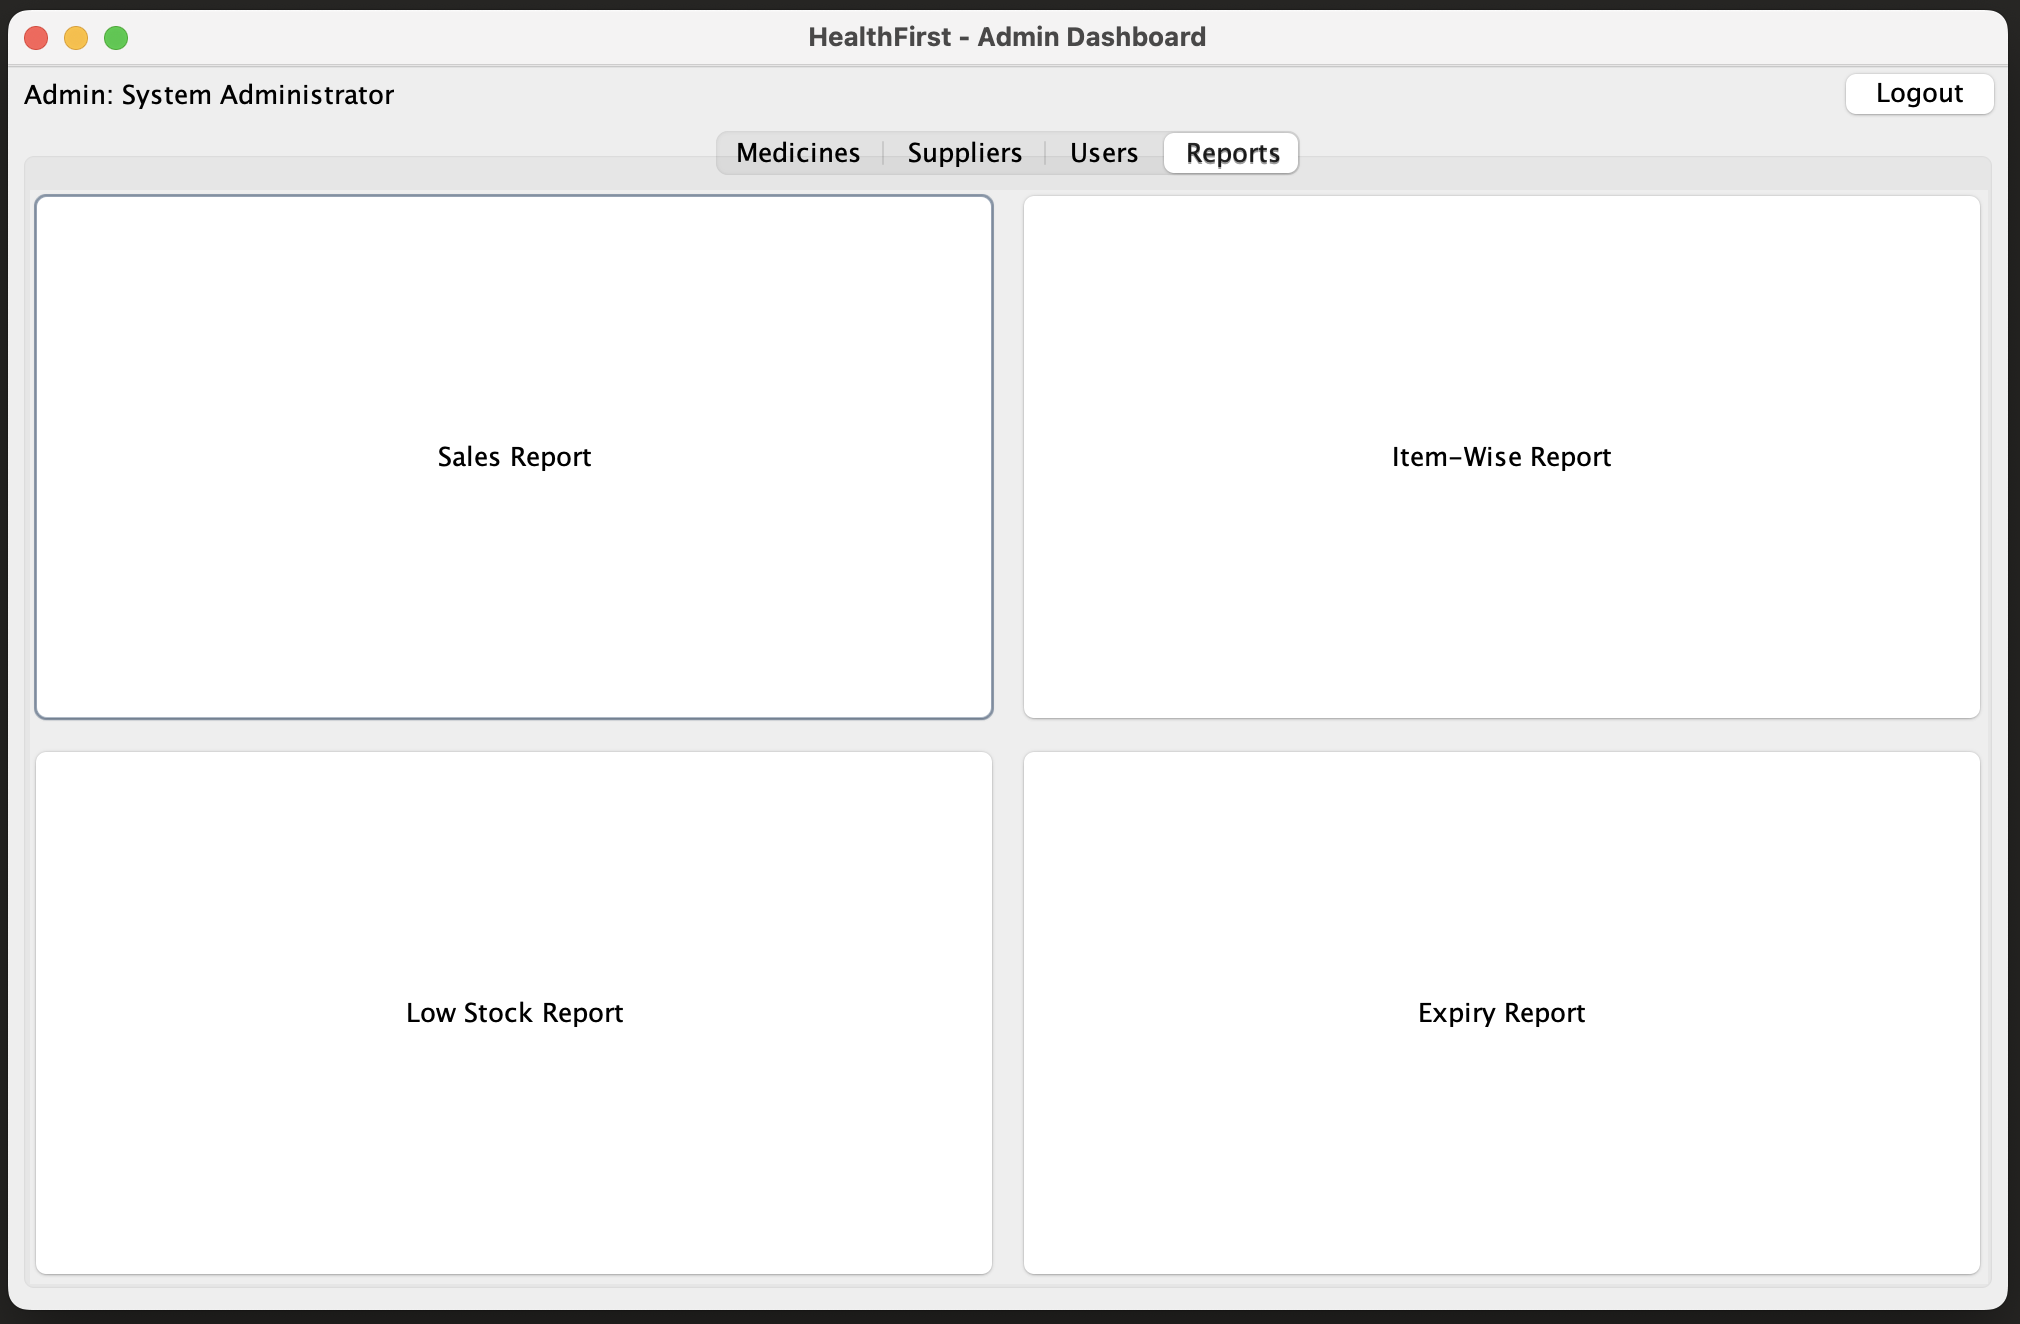 HealthFirst - Admin Dashboard
Admin: System Administrator
Logout
Medicines
Suppliers
Users
Reports
Sales Report
Item-Wise Report
Low Stock Report
Expiry Report